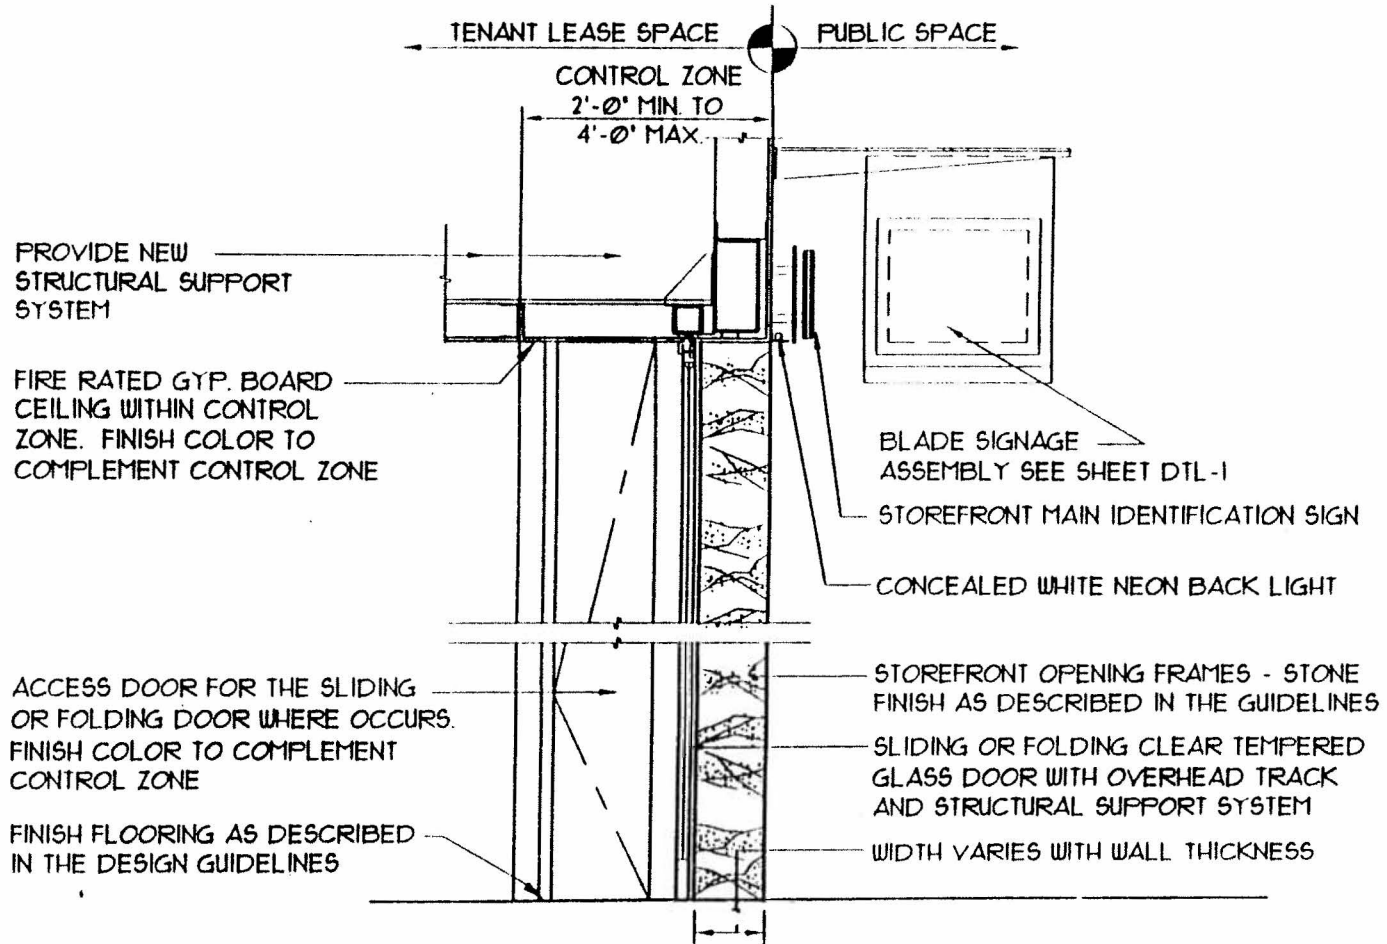 TENANT LEASE SPACE
PUBLIC SPACE
CONTROL ZONE
2'-0" MIN. TO
4'-0" MAX.
PROVIDE NEW
STRUCTURAL SUPPORT
SYSTEM
FIRE RATED GYP. BOARD
CEILING WITHIN CONTROL
ZONE. FINISH COLOR TO
COMPLEMENT CONTROL ZONE
BLADE SIGNAGE
ASSEMBLY SEE SHEET DTL-1
STOREFRONT MAIN IDENTIFICATION SIGN
CONCEALED WHITE NEON BACK LIGHT
ACCESS DOOR FOR THE SLIDING
OR FOLDING DOOR WHERE OCCURS.
FINISH COLOR TO COMPLEMENT
CONTROL ZONE
FINISH FLOORING AS DESCRIBED
IN THE DESIGN GUIDELINES
STOREFRONT OPENING FRAMES - STONE
FINISH AS DESCRIBED IN THE GUIDELINES
SLIDING OR FOLDING CLEAR TEMPERED
GLASS DOOR WITH OVERHEAD TRACK
AND STRUCTURAL SUPPORT SYSTEM
WIDTH VARIES WITH WALL THICKNESS